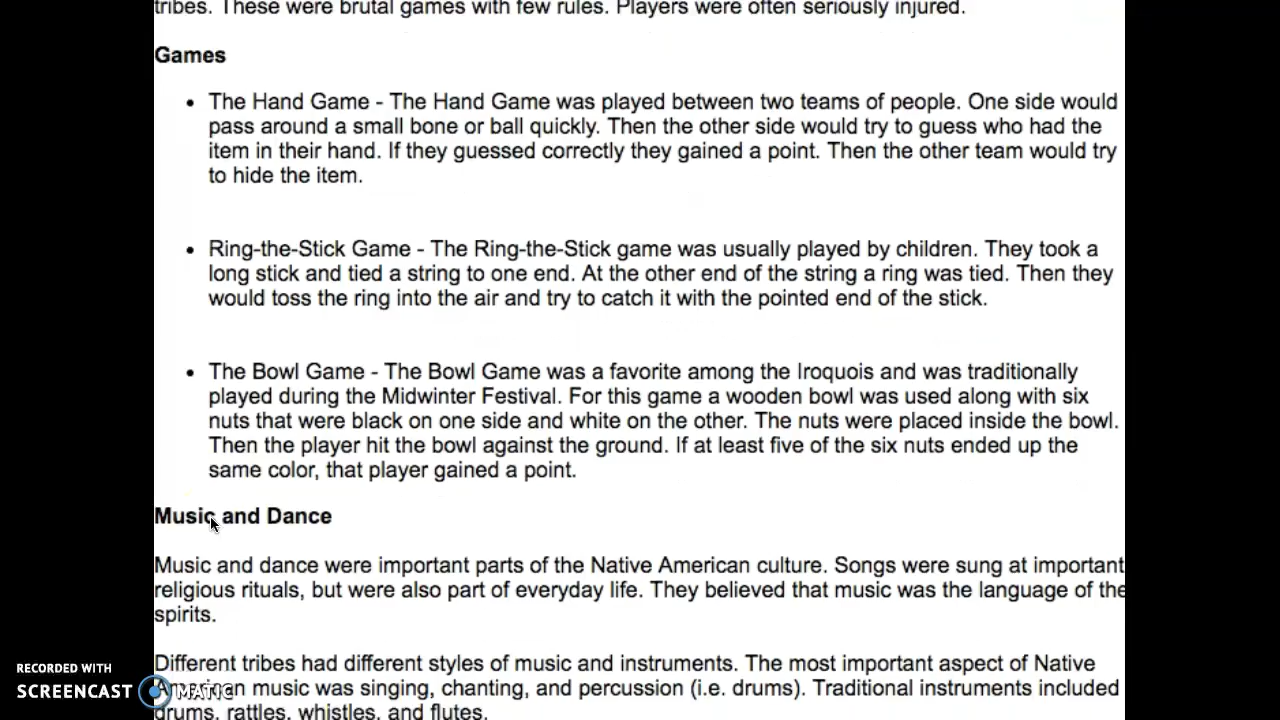 tribes. These were brutal games with few rules. Players were often seriously injured.
Games
• The Hand Game - The Hand Game was played between two teams of people. One side would
pass around a small bone or ball quickly. Then the other side would try to guess who had the
item in their hand. If they guessed correctly they gained a point. Then the other team would try
to hide the item.
• Ring-the-Stick Game - The Ring-the-Stick game was usually played by children. They took a
long stick and tied a string to one end. At the other end of the string a ring was tied. Then they
would toss the ring into the air and try to catch it with the pointed end of the stick.
• The Bowl Game - The Bowl Game was a favorite among the Iroquois and was traditionally
played during the Midwinter Festival. For this game a wooden bowl was used along with six
nuts that were black on one side and white on the other. The nuts were placed inside the bowl.
Then the player hit the bowl against the ground. If at least five of the six nuts ended up the
same color, that player gained a point.
Music and Dance
Music and dance were important parts of the Native American culture. Songs were sung at important
religious rituals, but were also part of everyday life. They believed that music was the language of the
spirits.
Different tribes had different styles of music and instruments. The most important aspect of Native
American music was singing, chanting, and percussion (i.e. drums). Traditional instruments included
drums, rattles, whistles, and flutes.
RECORDED WITH
SCREENCAST MATIC